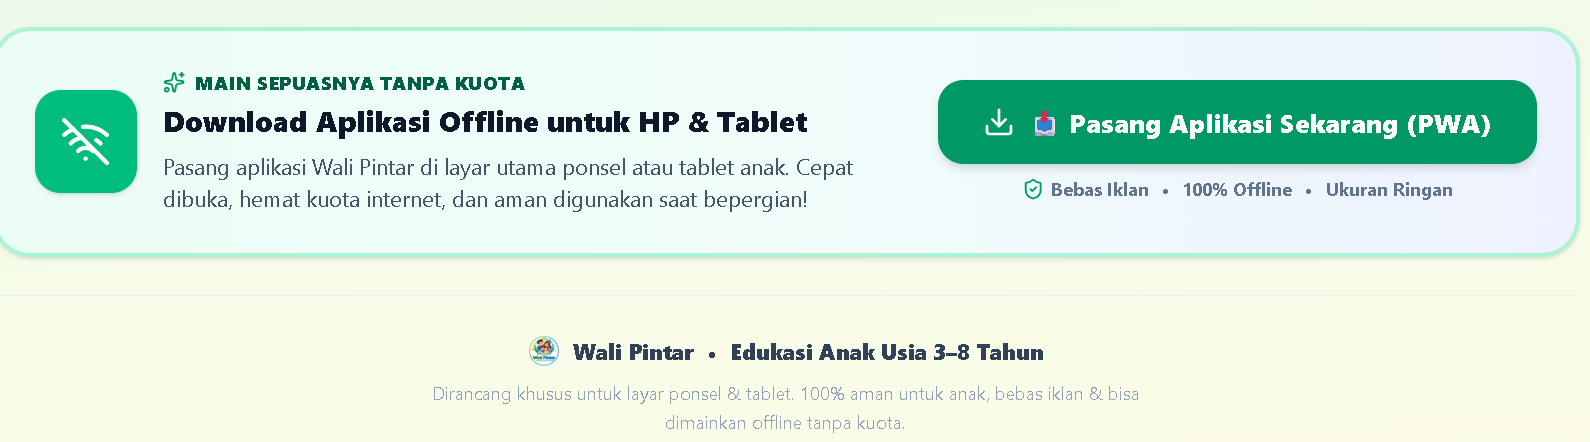 MAIN SEPUASNYA TANPA KUOTA
Download Aplikasi Offline untuk HP & Tablet
Pasang aplikasi Wali Pintar di layar utama ponsel atau tablet anak. Cepat
dibuka, hemat kuota internet, dan aman digunakan saat bepergian!
Pasang Aplikasi Sekarang (PWA)
Bebas Iklan • 100% Offline • Ukuran Ringan
Wali Pintar • Edukasi Anak Usia 3–8 Tahun
Dirancang khusus untuk layar ponsel & tablet. 100% aman untuk anak, bebas iklan & bisa
dimainkan offline tanpa kuota.